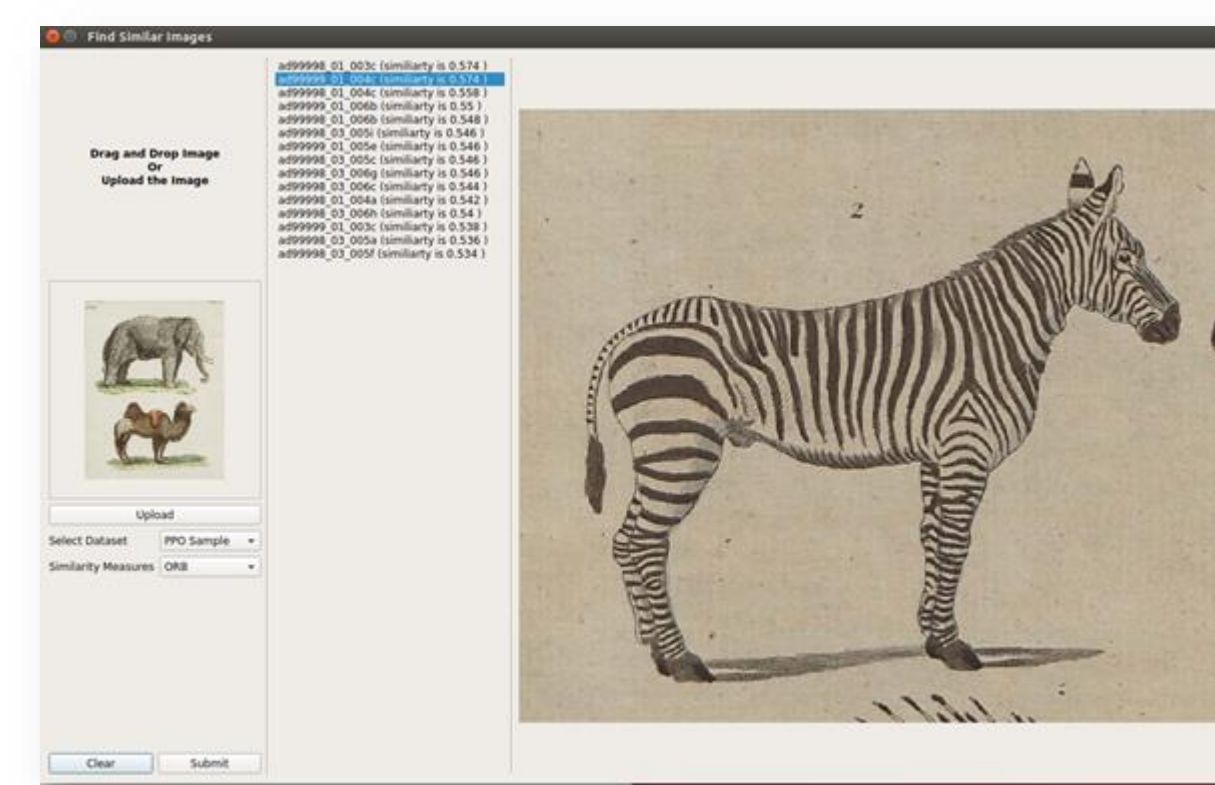 Find Similar Images
Drag and Drop Image
Or
Upload the Image
Upload
Select Dataset PPO Sample
Similarity Measures ORB
Clear Submit
ad99998_01_003c (similiarty is 0.574 )
ad99999_01_004c (similiarty is 0.574 )
ad99998_01_004c (similiarty is 0.558 )
ad99999_01_006b (similiarty is 0.55 )
ad99998_01_006b (similiarty is 0.548 )
ad99998_03_005i (similiarty is 0.546 )
ad99999_01_005e (similiarty is 0.546 )
ad99998_03_005c (similiarty is 0.546 )
ad99998_03_006g (similiarty is 0.546 )
ad99998_03_006c (similiarty is 0.544 )
ad99998_01_004a (similiarty is 0.542 )
ad99998_03_006h (similiarty is 0.54 )
ad99999_01_003c (similiarty is 0.538 )
ad99998_03_005a (similiarty is 0.536 )
ad99998_03_005f (similiarty is 0.534 )
2